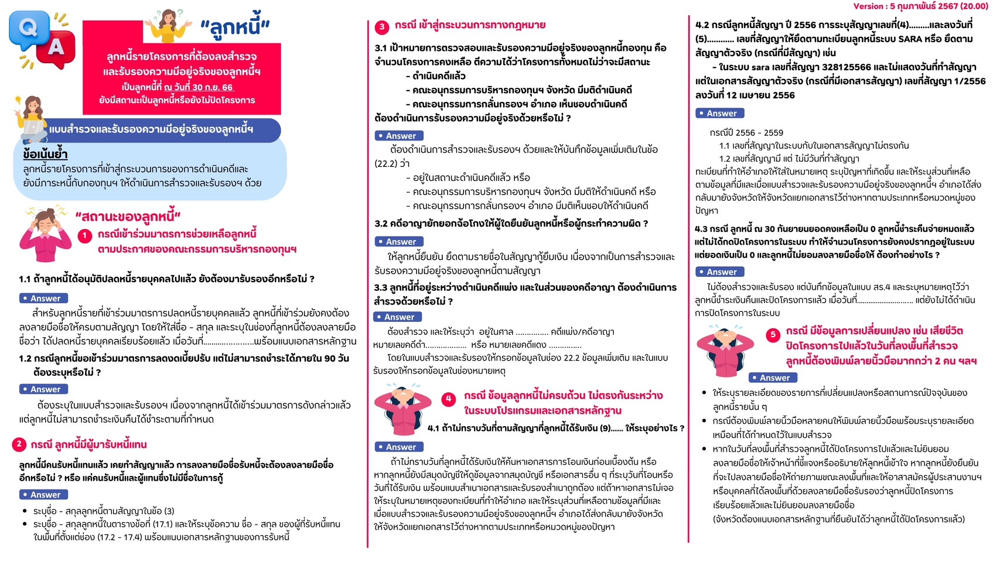 Version : 5 กุมภาพันธ์ 2567 (20.00)
Q
A
“ลูกหนี้”
ลูกหนี้รายโครงการที่ต้องลงสำรวจ
และรับรองความมีอยู่จริงของลูกหนี้ฯ
เป็นลูกหนี้ที่ ณ วันที่ 30 ก.ย. 66
ยังมีสถานะเป็นลูกหนี้หรือยังไม่ปิดโครงการ
แบบสำรวจและรับรองความมีอยู่จริงของลูกหนี้ฯ
ข้อเน้นย้ำ
ลูกหนี้รายโครงการที่เข้าสู่กระบวนการของการดำเนินคดีและ
ยังมีภาระหนี้กับกองทุนฯ ให้ดำเนินการสำรวจและรับรองฯ ด้วย
“สถานะของลูกหนี้”
1 กรณีเข้าร่วมมาตรการช่วยเหลือลูกหนี้
ตามประกาศของคณะกรรมการบริหารกองทุนฯ
1.1 ถ้าลูกหนี้ได้อนุมัติปลดหนี้รายบุคคลไปแล้ว ยังต้องมารับรองอีกหรือไม่ ?
• Answer
สำหรับลูกหนี้รายที่เข้าร่วมมาตรการปลดหนี้รายบุคคลแล้ว ลูกหนี้ที่เข้าร่วมยังคงต้อง
ลงลายมือชื่อให้ครบตามสัญญา โดยให้ใส่ชื่อ - สกุล และระบุในช่องที่ลูกหนี้ต้องลงลายมือ
ชื่อว่า ได้ปลดหนี้รายบุคคลเรียบร้อยแล้ว เมื่อวันที่........................พร้อมแนบเอกสารหลักฐาน
1.2 กรณีลูกหนี้ขอเข้าร่วมมาตรการลดงดเบี้ยปรับ แต่ไม่สามารถชำระได้ภายใน 90 วัน
ต้องระบุหรือไม่ ?
• Answer
ต้องระบุในแบบสำรวจและรับรองฯ เนื่องจากลูกหนี้ได้เข้าร่วมมาตรการดังกล่าวแล้ว
แต่ลูกหนี้ไม่สามารถชำระเงินคืนได้ชำระตามที่กำหนด
2 กรณี ลูกหนี้มีผู้มารับหนี้แทน
ลูกหนี้มีคนรับหนี้แทนแล้ว เคยทำสัญญาแล้ว การลงลายมือชื่อรับหนี้จะต้องลงลายมือชื่อ
อีกหรือไม่ ? หรือ แค่คนรับหนี้และผู้แทนซึ่งไม่มีชื่อในการกู้
• Answer
• ระบุชื่อ - สกุลลูกหนี้ตามสัญญาในข้อ (3)
• ระบุชื่อ - สกุลลูกหนี้ในตารางข้อที่ (17.1) และให้ระบุข้อความ ชื่อ - สกุล ของผู้ที่รับหนี้แทน
ในพื้นที่ตั้งแต่ช่อง (17.2 - 17.4) พร้อมแนบเอกสารหลักฐานของการรับหนี้
3 กรณี เข้าสู่กระบวนการทางกฎหมาย
3.1 เป้าหมายการตรวจสอบและรับรองความมีอยู่จริงของลูกหนี้กองทุน คือ
จำนวนโครงการคงเหลือ ตีความได้ว่าโครงการทั้งหมดไม่ว่าจะมีสถานะ
- ดำเนินคดีแล้ว
- คณะอนุกรรมการบริหารกองทุนฯ จังหวัด มีมติดำเนินคดี
- คณะอนุกรรมการกลั่นกรองฯ อำเภอ เห็นชอบดำเนินคดี
ต้องดำเนินการรับรองความมีอยู่จริงด้วยหรือไม่ ?
• Answer
ต้องดำเนินการสำรวจและรับรองฯ ด้วยและให้บันทึกข้อมูลเพิ่มเติมในข้อ
(22.2) ว่า
- อยู่ในสถานะดำเนินคดีแล้ว หรือ
- คณะอนุกรรมการบริหารกองทุนฯ จังหวัด มีมติให้ดำเนินคดี หรือ
- คณะอนุกรรมการกลั่นกรองฯ อำเภอ มีมติเห็นชอบให้ดำเนินคดี
3.2 คดีอาญายักยอกฉ้อโกงให้ผู้ใดยืนยันลูกหนี้หรือผู้กระทำความผิด ?
• Answer
ให้ลูกหนี้ยืนยัน ยึดตามรายชื่อในสัญญากู้ยืมเงิน เนื่องจากเป็นการสำรวจและ
รับรองความมีอยู่จริงของลูกหนี้ตามสัญญา
3.3 ลูกหนี้ที่อยู่ระหว่างดำเนินคดีแพ่ง และในส่วนของคดีอาญา ต้องดำเนินการ
สำรวจด้วยหรือไม่ ?
• Answer
ต้องสำรวจ และให้ระบุว่า อยู่ในศาล .............. คดีแพ่ง/คดีอาญา
หมายเลขคดีดำ.................. หรือ หมายเลขคดีแดง ..............
โดยในแบบสำรวจและรับรองให้กรอกข้อมูลในช่อง 22.2 ข้อมูลเพิ่มเติม และในแบบ
รับรองให้กรอกข้อมูลในช่องหมายเหตุ
4 กรณี ข้อมูลลูกหนี้ไม่ครบถ้วน ไม่ตรงกันระหว่าง
ในระบบโปรแกรมและเอกสารหลักฐาน
4.1 ถ้าไม่ทราบวันที่ตามสัญญาที่ลูกหนี้ได้รับเงิน (9)...... ให้ระบุอย่างไร ?
• Answer
ถ้าไม่ทราบวันที่ลูกหนี้ได้รับเงินให้ค้นหาเอกสารการโอนเงินก่อนเบื้องต้น หรือ
หากลูกหนี้ยังมีสมุดบัญชีให้ดูข้อมูลจากสมุดบัญชี หรือเอกสารอื่น ๆ ที่ระบุวันที่โอนหรือ
วันที่ได้รับเงิน พร้อมแนบสำเนาเอกสารและรับรองสำเนาถูกต้อง แต่ถ้าหาเอกสารไม่เจอ
ให้ระบุในหมายเหตุของทะเบียนที่ทำให้อำเภอ และให้ระบุส่วนที่เหลือตามข้อมูลที่มีและ
เมื่อแบบสำรวจและรับรองความมีอยู่จริงของลูกหนี้ฯ อำเภอได้ส่งกลับมายังจังหวัด
ให้จังหวัดแยกเอกสารไว้ต่างหากตามประเภทหรือหมวดหมู่ของปัญหา
4.2 กรณีลูกหนี้สัญญา ปี 2556 การระบุสัญญาเลขที่(4).........และลงวันที่
(5)............ เลขที่สัญญาให้ยึดตามทะเบียนลูกหนี้ระบบ SARA หรือ ยึดตาม
สัญญาตัวจริง (กรณีที่มีสัญญา) เช่น
- ในระบบ sara เลขที่สัญญา 328125566 และไม่แสดงวันที่ทำสัญญา
แต่ในเอกสารสัญญาตัวจริง (กรณีที่มีเอกสารสัญญา) เลขที่สัญญา 1/2556
ลงวันที่ 12 เมษายน 2556
• Answer
กรณีปี 2556 - 2559
1.1 เลขที่สัญญาในระบบกับในเอกสารสัญญาไม่ตรงกัน
1.2 เลขที่สัญญามี แต่ ไม่มีวันที่ทำสัญญา
ทะเบียนที่ทำให้อำเภอให้ใส่ในหมายเหตุ ระบุปัญหาที่เกิดขึ้น และให้ระบุส่วนที่เหลือ
ตามข้อมูลที่มีและเมื่อแบบสำรวจและรับรองความมีอยู่จริงของลูกหนี้ฯ อำเภอได้ส่ง
กลับมายังจังหวัดให้จังหวัดแยกเอกสารไว้ต่างหากตามประเภทหรือหมวดหมู่ของ
ปัญหา
4.3 กรณี ลูกหนี้ ณ 30 กันยายนยอดคงเหลือเป็น 0 ลูกหนี้ชำระคืนจ่ายหมดแล้ว
แต่ไม่ได้กดปิดโครงการในระบบ ทำให้จำนวนโครงการยังคงปรากฏอยู่ในระบบ
แต่ยอดเงินเป็น 0 และลูกหนี้ไม่ยอมลงลายมือชื่อให้ ต้องทำอย่างไร ?
• Answer
ไม่ต้องสำรวจและรับรอง แต่บันทึกข้อมูลในแบบ สร.4 และระบุหมายเหตุไว้ว่า
ลูกหนี้ชำระเงินคืนและปิดโครงการแล้ว เมื่อวันที่............................ แต่ยังไม่ได้ดำเนิน
การปิดโครงการในระบบ
5 กรณี มีข้อมูลการเปลี่ยนแปลง เช่น เสียชีวิต
ปิดโครงการไปแล้วในวันที่ลงพื้นที่สำรวจ
ลูกหนี้ต้องพิมพ์ลายนิ้วมือมากกว่า 2 คน ฯลฯ
• Answer
• ให้ระบุรายละเอียดของรายการที่เปลี่ยนแปลงหรือสถานการณ์ปัจจุบันของ
ลูกหนี้รายนั้น ๆ
• กรณีต้องพิมพ์ลายนิ้วมือหลายคนให้พิมพ์ลายนิ้วมือพร้อมระบุรายละเอียด
เหมือนที่ได้กำหนดไว้ในแบบสำรวจ
• หากในวันที่ลงพื้นที่สำรวจลูกหนี้ได้ปิดโครงการไปแล้วและไม่ยินยอม
ลงลายมือชื่อให้เจ้าหน้าที่ชี้แจงหรืออธิบายให้ลูกหนี้เข้าใจ หากลูกหนี้ยังยืนยัน
ที่จะไปลงลายมือชื่อให้ถ่ายภาพขณะลงพื้นที่และให้อาสาสมัครผู้ประสานงานฯ
หรือบุคคลที่ได้ลงพื้นที่ด้วยลงลายมือชื่อรับรองว่าลูกหนี้ปิดโครงการ
เรียบร้อยแล้วและไม่ยินยอมลงลายมือชื่อ
(จังหวัดต้องแนบเอกสารหลักฐานที่ยืนยันได้ว่าลูกหนี้ได้ปิดโครงการแล้ว)